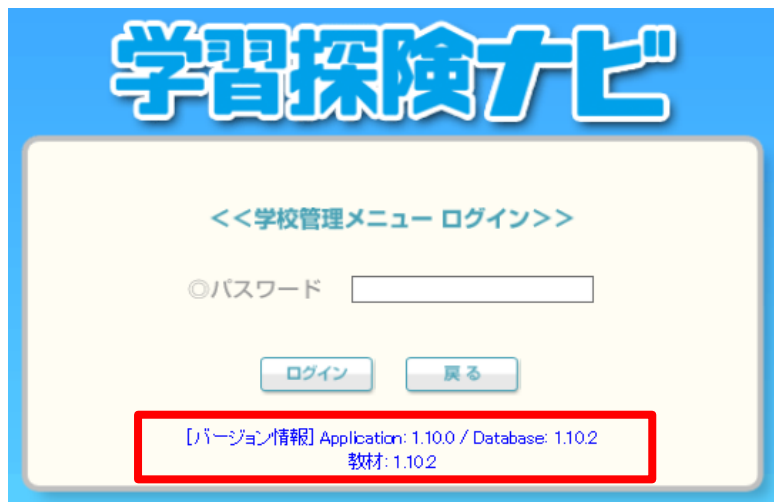 学習探険ナビ
<<学校管理メニュー ログイン>>
◎パスワード
ログイン 戻る
[バージョン情報] Application: 1.10.0 / Database: 1.10.2
教材: 1.10.2